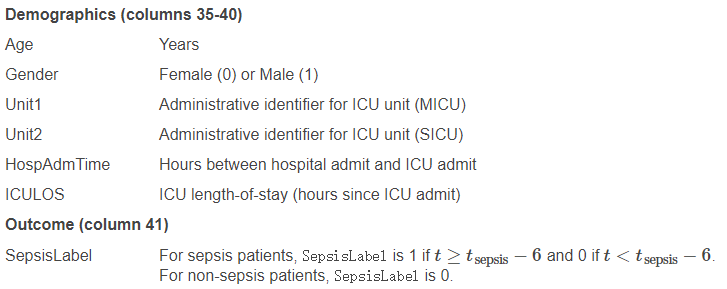 Demographics (columns 35-40)
Age Years
Gender Female (0) or Male (1)
Unit1 Administrative identifier for ICU unit (MICU)
Unit2 Administrative identifier for ICU unit (SICU)
HospAdmTime Hours between hospital admit and ICU admit
ICULOS ICU length-of-stay (hours since ICU admit)
Outcome (column 41)
SepsisLabel For sepsis patients, SepsisLabel is 1 if t ≥ t_sepsis − 6 and 0 if t < t_sepsis − 6.
For non-sepsis patients, SepsisLabel is 0.